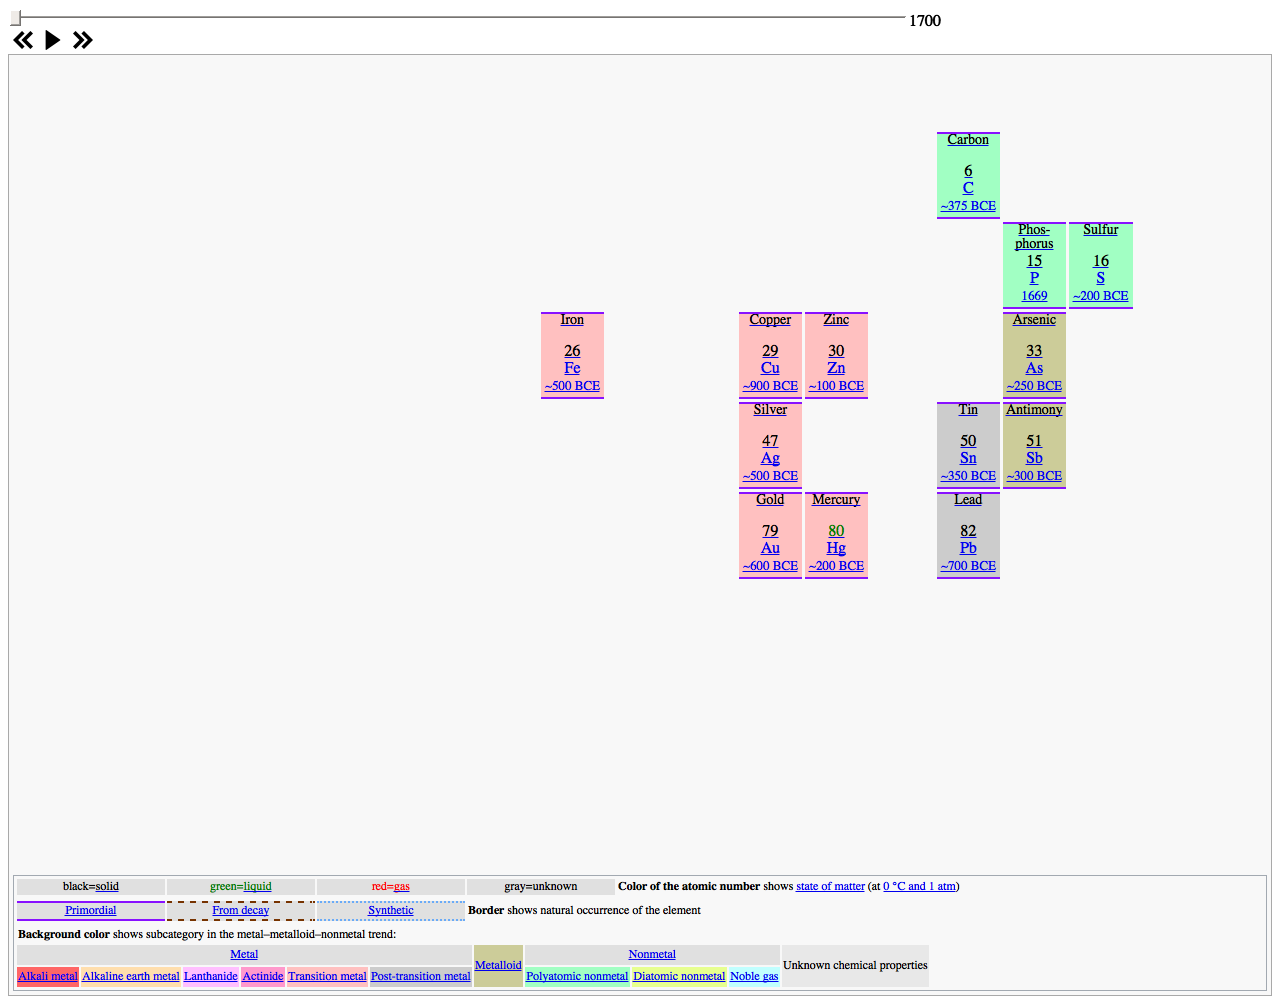 1700
Carbon
6
C
~375 BCE
Phos-
phorus
15
P
1669
Sulfur
16
S
~200 BCE
Iron
26
Fe
~500 BCE
Copper
29
Cu
~900 BCE
Zinc
30
Zn
~100 BCE
Arsenic
33
As
~250 BCE
Silver
47
Ag
~500 BCE
Tin
50
Sn
~350 BCE
Antimony
51
Sb
~300 BCE
Gold
79
Au
~600 BCE
Mercury
80
Hg
~200 BCE
Lead
82
Pb
~700 BCE
black=solid green=liquid red=gas gray=unknown Color of the atomic number shows state of matter (at 0 °C and 1 atm)
Primordial From decay Synthetic Border shows natural occurrence of the element
Background color shows subcategory in the metal–metalloid–nonmetal trend:
Metal Metalloid Nonmetal Unknown chemical properties
Alkali metal Alkaline earth metal Lanthanide Actinide Transition metal Post-transition metal Polyatomic nonmetal Diatomic nonmetal Noble gas